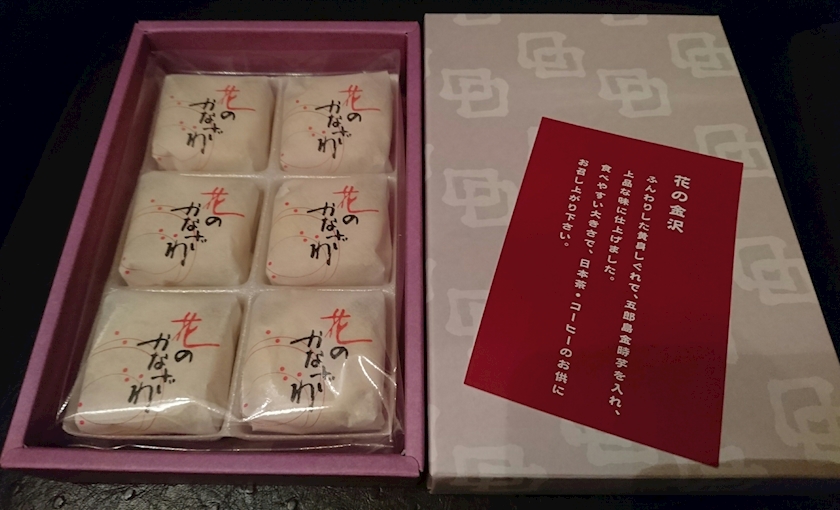 花の
かなざわ
花の
かなざわ
花の
かなざわ
花の
かなざわ
花の
かなざわ
花の
かなざわ
花の金沢
ふんわりした黄身しぐれで、五郎島金時芋を入れ、
上品な味に仕上げました。
食べやすい大きさで、日本茶・コーヒーのお供に
お召し上がり下さい。